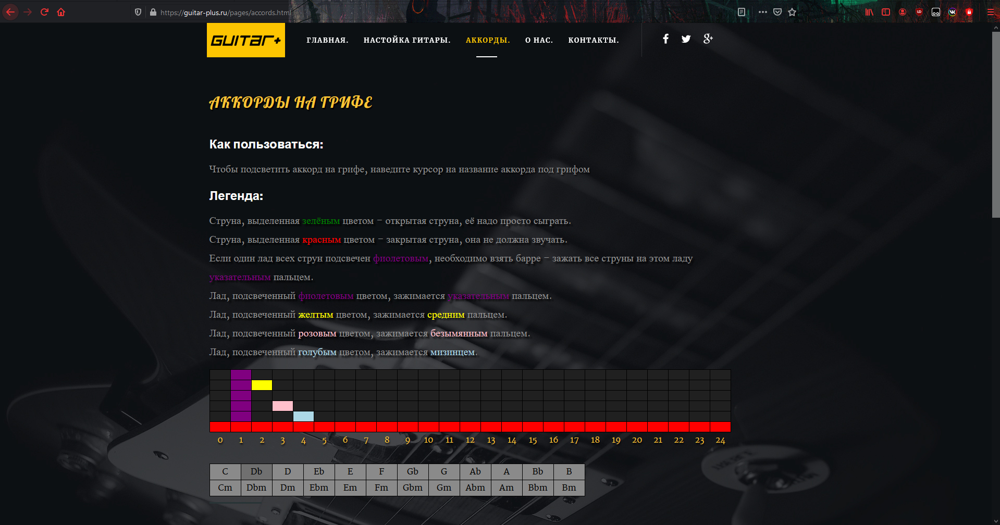 https://guitar-plus.ru/pages/accords.html
GUITAR+ ГЛАВНАЯ. НАСТОЙКА ГИТАРЫ. АККОРДЫ. О НАС. КОНТАКТЫ.
АККОРДЫ НА ГРИФЕ
Как пользоваться:
Чтобы подсветить аккорд на грифе, наведите курсор на название аккорда под грифом
Легенда:
Струна, выделенная зелёным цветом - открытая струна, её надо просто сыграть.
Струна, выделенная красным цветом - закрытая струна, она не должна звучать.
Если один лад всех струн подсвечен фиолетовым, необходимо взять барре - зажать все струны на этом ладу
указательным пальцем.
Лад, подсвеченный фиолетовым цветом, зажимается указательным пальцем.
Лад, подсвеченный желтым цветом, зажимается средним пальцем.
Лад, подсвеченный розовым цветом, зажимается безымянным пальцем.
Лад, подсвеченный голубым цветом, зажимается мизинцем.
0 1 2 3 4 5 6 7 8 9 10 11 12 13 14 15 16 17 18 19 20 21 22 23 24
C Db D Eb E F Gb G Ab A Bb B
Cm Dbm Dm Ebm Em Fm Gbm Gm Abm Am Bbm Bm